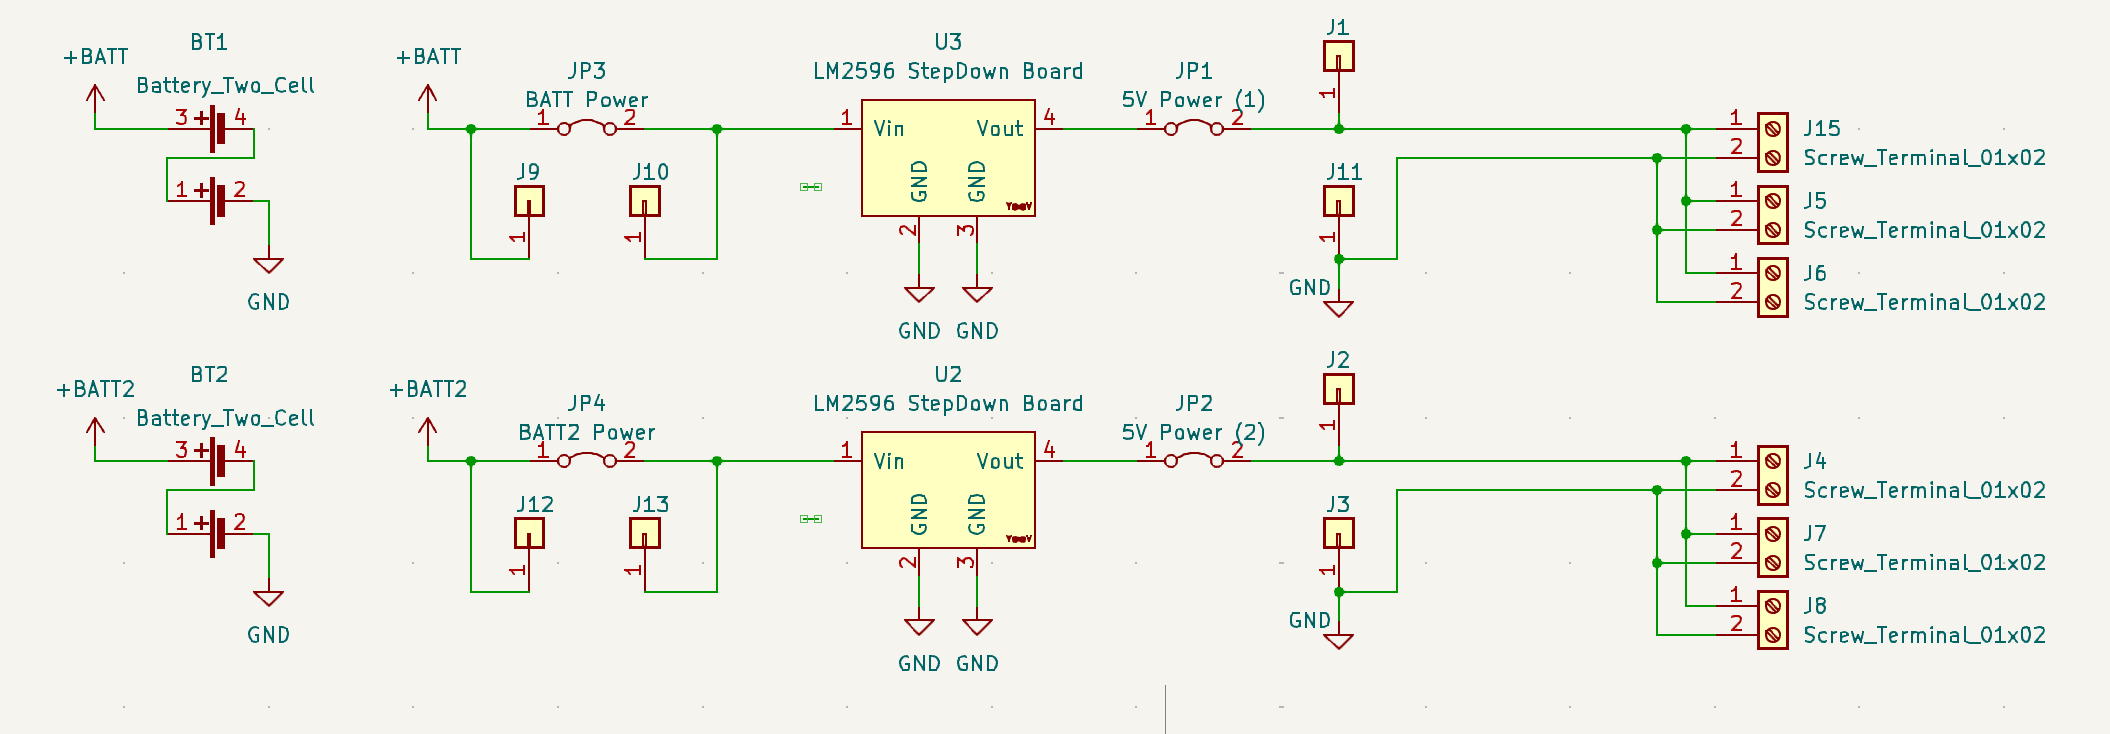 BT1
+BATT
Battery_Two_Cell
3 + 4
1 + 2
GND
+BATT
JP3
BATT Power
1 2
J9
1
J10
1
U3
LM2596 StepDown Board
1 Vin Vout 4
GND GND
2 3
GND GND
JP1
5V Power (1)
1 2
J1
1
J11
1
GND
1 J15
2 Screw_Terminal_01x02
1 J5
2 Screw_Terminal_01x02
1 J6
2 Screw_Terminal_01x02
BT2
+BATT2
Battery_Two_Cell
3 + 4
1 + 2
GND
+BATT2
JP4
BATT2 Power
1 2
J12
1
J13
1
U2
LM2596 StepDown Board
1 Vin Vout 4
GND GND
2 3
GND GND
JP2
5V Power (2)
1 2
J2
1
J3
1
GND
1 J4
2 Screw_Terminal_01x02
1 J7
2 Screw_Terminal_01x02
1 J8
2 Screw_Terminal_01x02